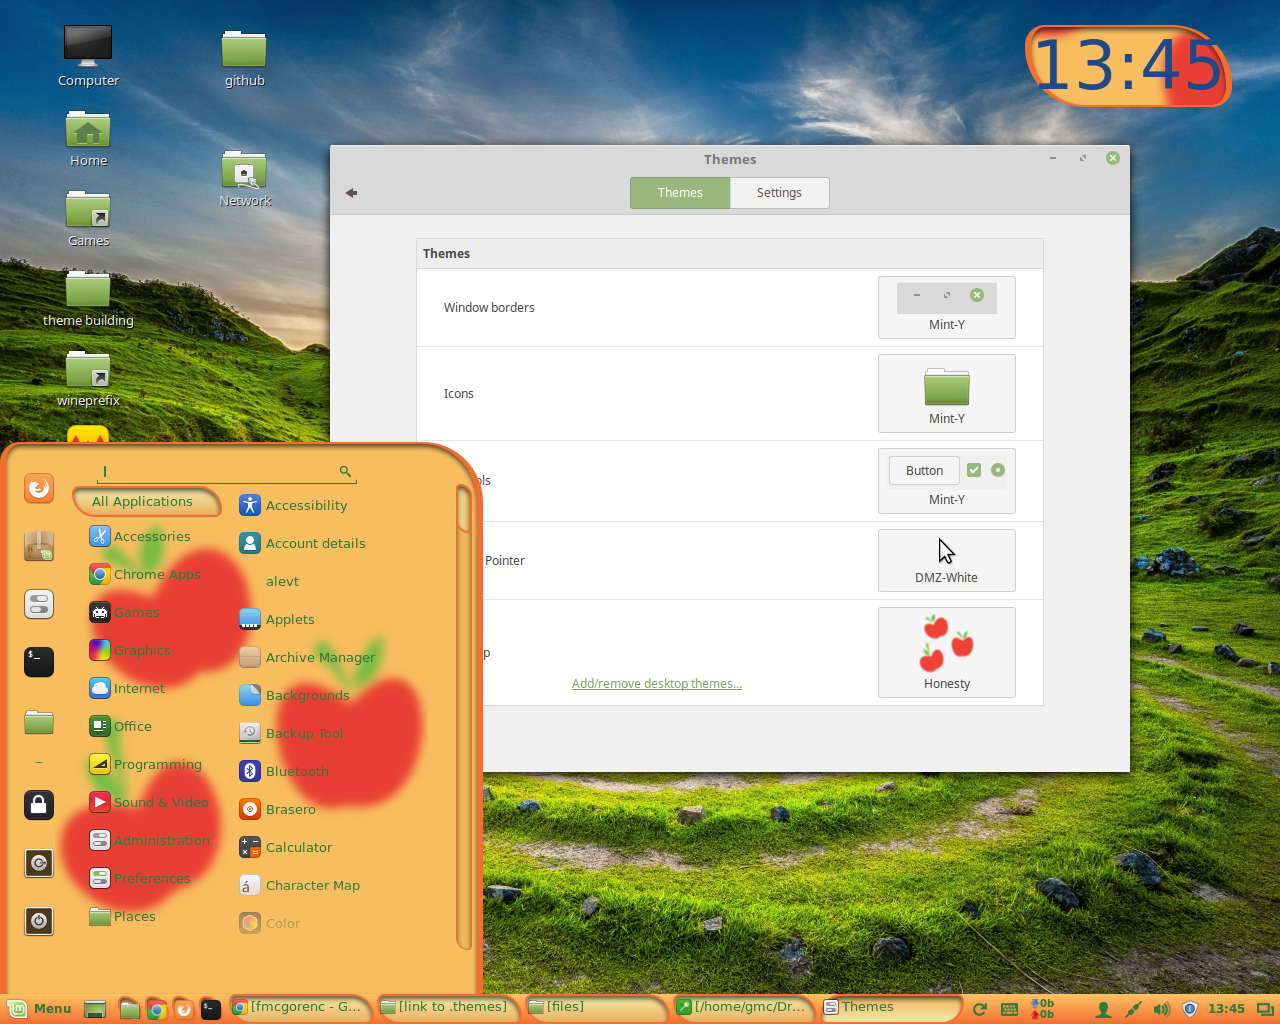 Computer
github
13:45
Home
Network
Games
theme building
wineprefix
Themes
Themes
Settings
Themes
Window borders
Mint-Y
Icons
Mint-Y
ols
Button
Mint-Y
Pointer
DMZ-White
p
Add/remove desktop themes...
Honesty
All Applications
Accessories
Chrome Apps
Games
Graphics
Internet
Office
Programming
Sound & Video
Administration
Preferences
Places
Accessibility
Account details
alevt
Applets
Archive Manager
Backgrounds
Backup Tool
Bluetooth
Brasero
Calculator
Character Map
Color
Menu
[fmcgorenc - G...
[link to .themes]
[files]
[/home/gmc/Dr...
Themes
0b
0b
13:45